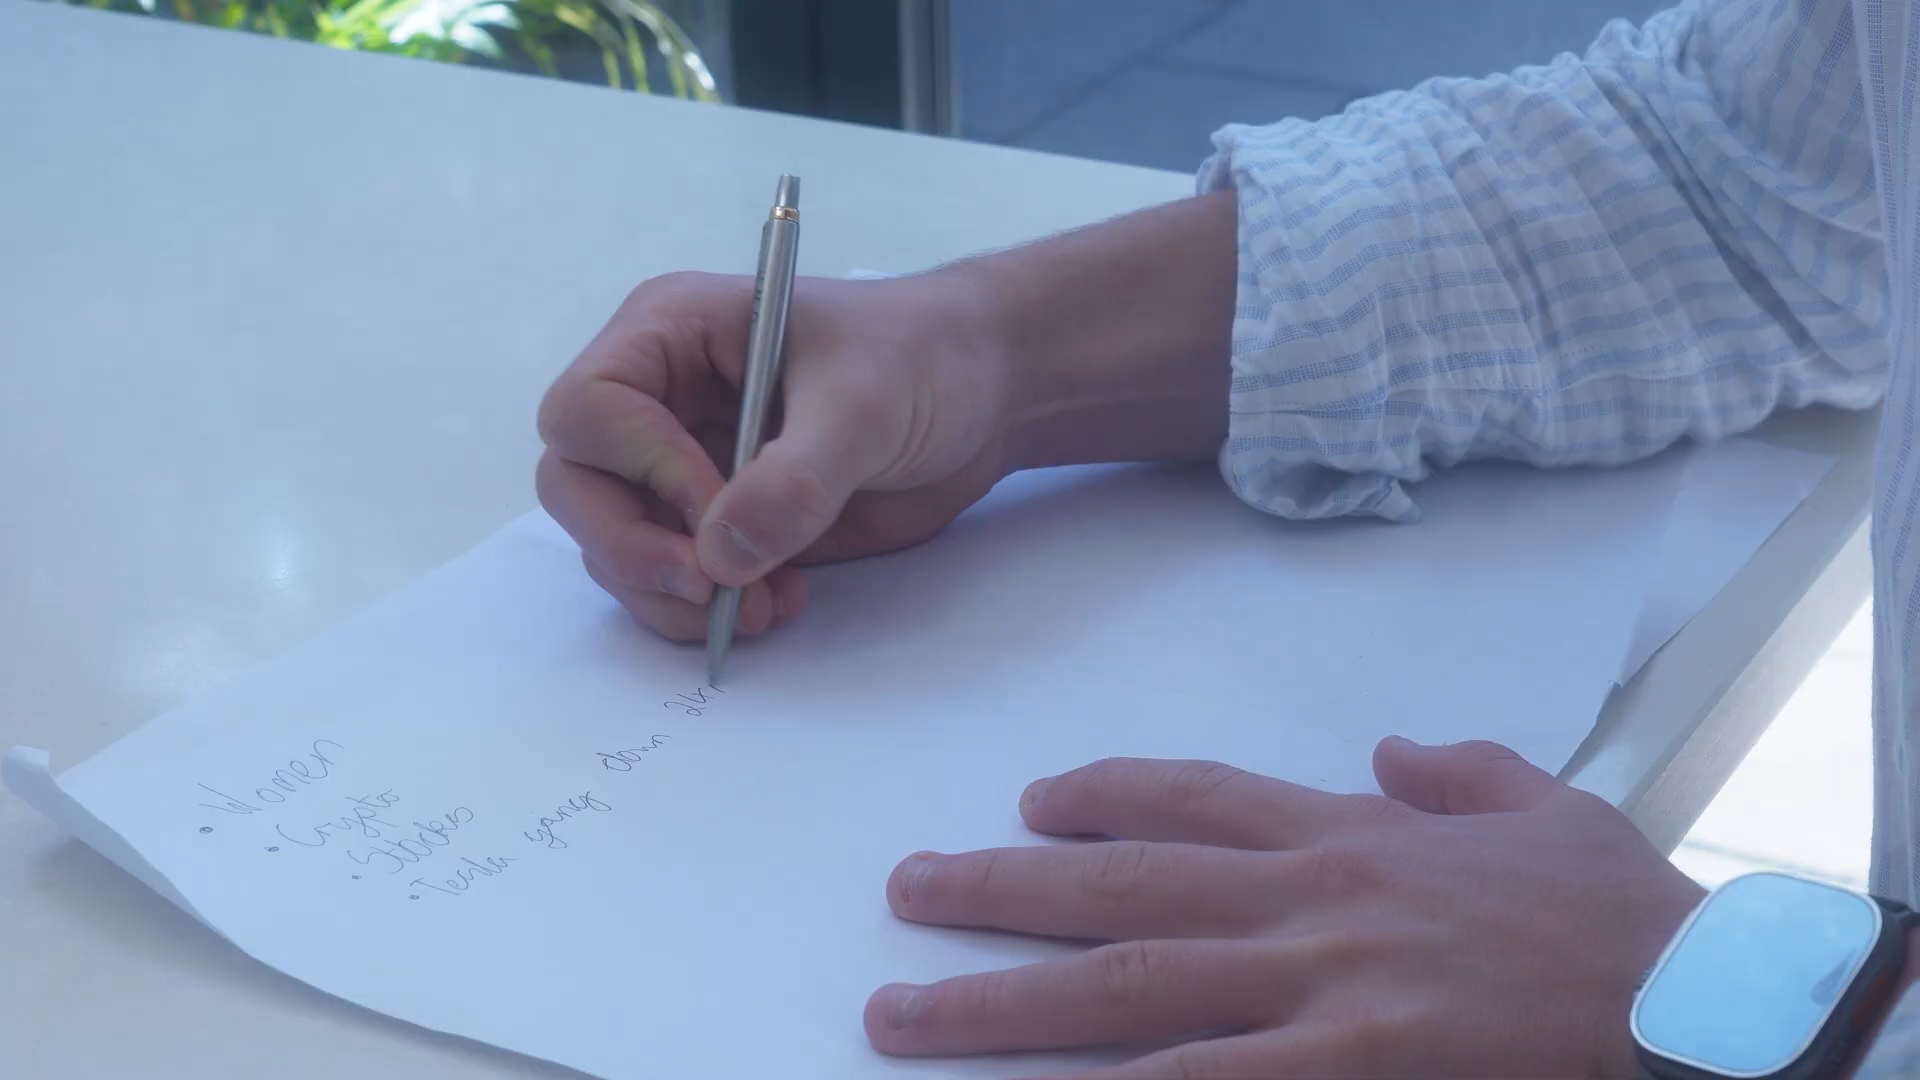 • Women
• Crypto
• Stocks
• Tesla going down